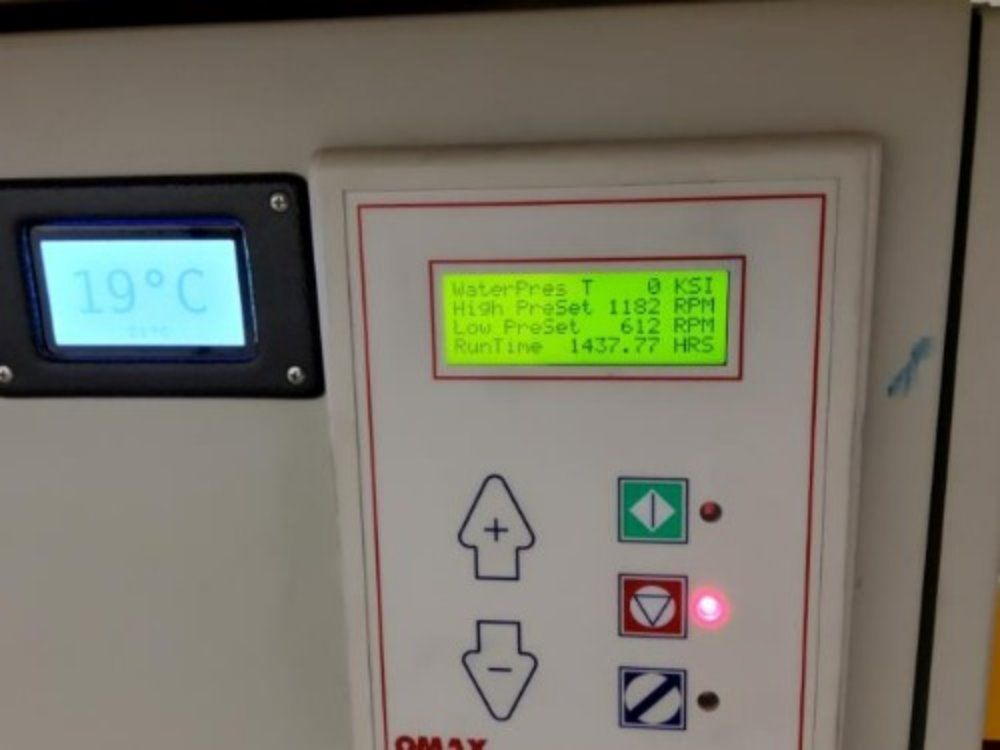 19°C
WaterPres T 0 KSI
High PreSet 1182 RPM
Low PreSet 612 RPM
RunTime 1437.77 HRS
+
-
OMAX